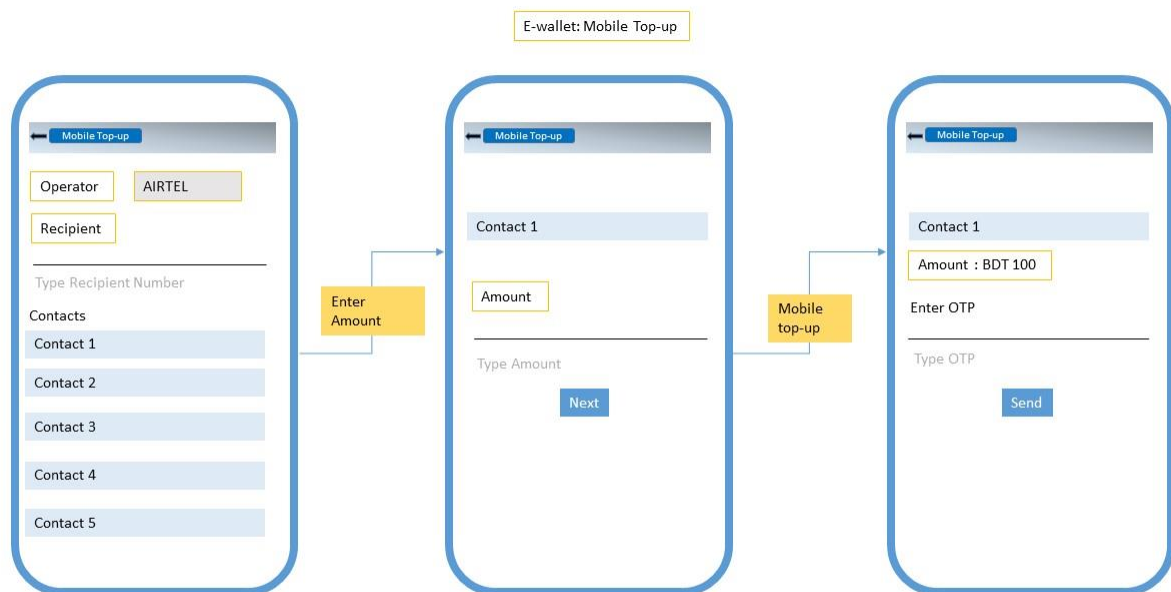 E-wallet: Mobile Top-up
Mobile Top-up
Operator
AIRTEL
Recipient
Type Recipient Number
Contacts
Contact 1
Contact 2
Contact 3
Contact 4
Contact 5
Enter
Amount
Mobile Top-up
Contact 1
Amount
Type Amount
Next
Mobile
top-up
Mobile Top-up
Contact 1
Amount : BDT 100
Enter OTP
Type OTP
Send